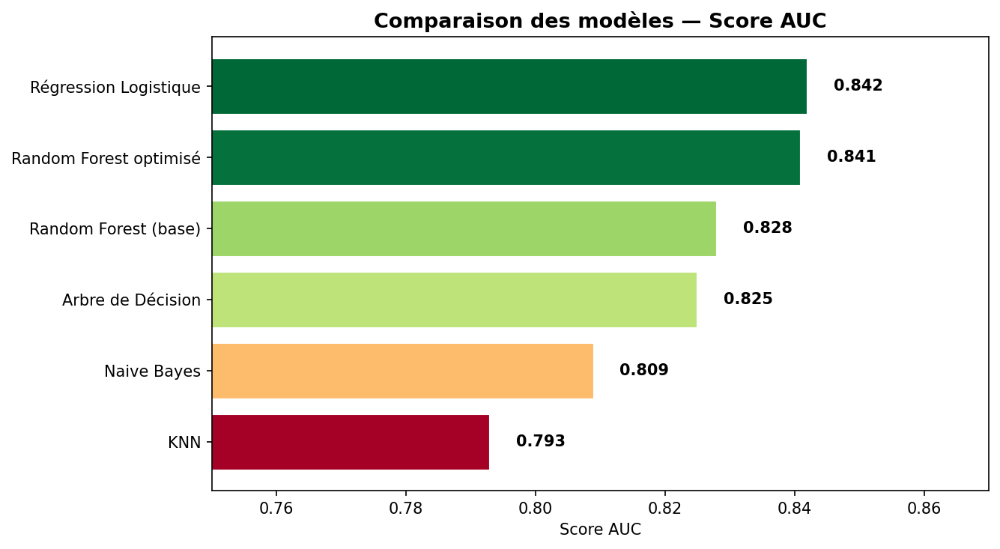 Comparaison des modèles — Score AUC
Régression Logistique
0.842
Random Forest optimisé
0.841
Random Forest (base)
0.828
Arbre de Décision
0.825
Naive Bayes
0.809
KNN
0.793
0.76 0.78 0.80 0.82 0.84 0.86
Score AUC